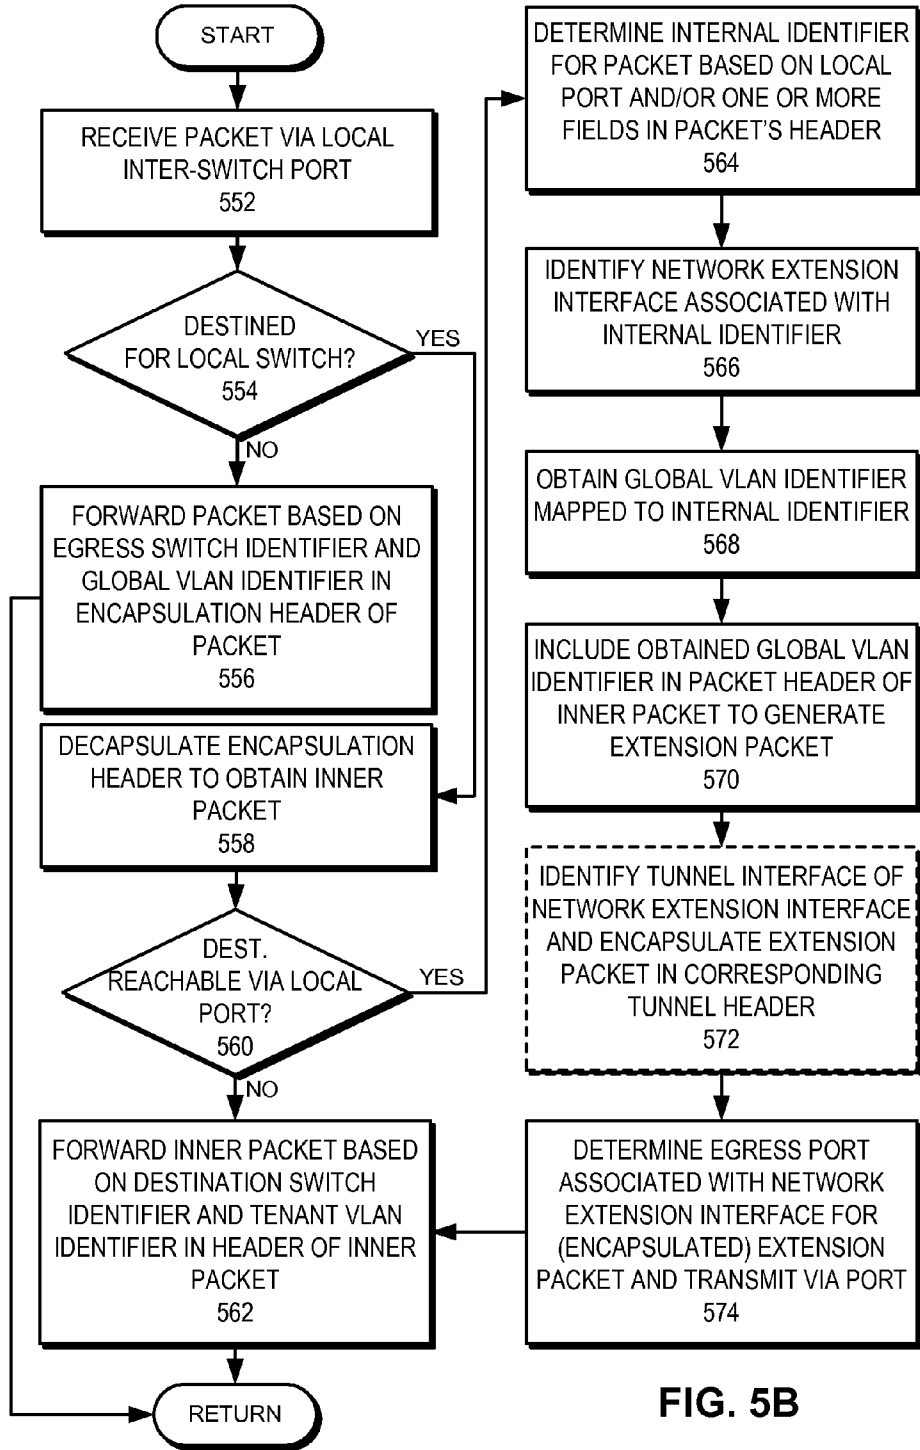 START
RECEIVE PACKET VIA LOCAL
INTER-SWITCH PORT
552
DESTINED
FOR LOCAL SWITCH?
554
YES
NO
FORWARD PACKET BASED ON
EGRESS SWITCH IDENTIFIER AND
GLOBAL VLAN IDENTIFIER IN
ENCAPSULATION HEADER OF
PACKET
556
DECAPSULATE ENCAPSULATION
HEADER TO OBTAIN INNER
PACKET
558
DEST.
REACHABLE VIA LOCAL
PORT?
560
YES
NO
FORWARD INNER PACKET BASED
ON DESTINATION SWITCH
IDENTIFIER AND TENANT VLAN
IDENTIFIER IN HEADER OF INNER
PACKET
562
RETURN
DETERMINE INTERNAL IDENTIFIER
FOR PACKET BASED ON LOCAL
PORT AND/OR ONE OR MORE
FIELDS IN PACKET'S HEADER
564
IDENTIFY NETWORK EXTENSION
INTERFACE ASSOCIATED WITH
INTERNAL IDENTIFIER
566
OBTAIN GLOBAL VLAN IDENTIFIER
MAPPED TO INTERNAL IDENTIFIER
568
INCLUDE OBTAINED GLOBAL VLAN
IDENTIFIER IN PACKET HEADER OF
INNER PACKET TO GENERATE
EXTENSION PACKET
570
IDENTIFY TUNNEL INTERFACE OF
NETWORK EXTENSION INTERFACE
AND ENCAPSULATE EXTENSION
PACKET IN CORRESPONDING
TUNNEL HEADER
572
DETERMINE EGRESS PORT
ASSOCIATED WITH NETWORK
EXTENSION INTERFACE FOR
(ENCAPSULATED) EXTENSION
PACKET AND TRANSMIT VIA PORT
574
FIG. 5B